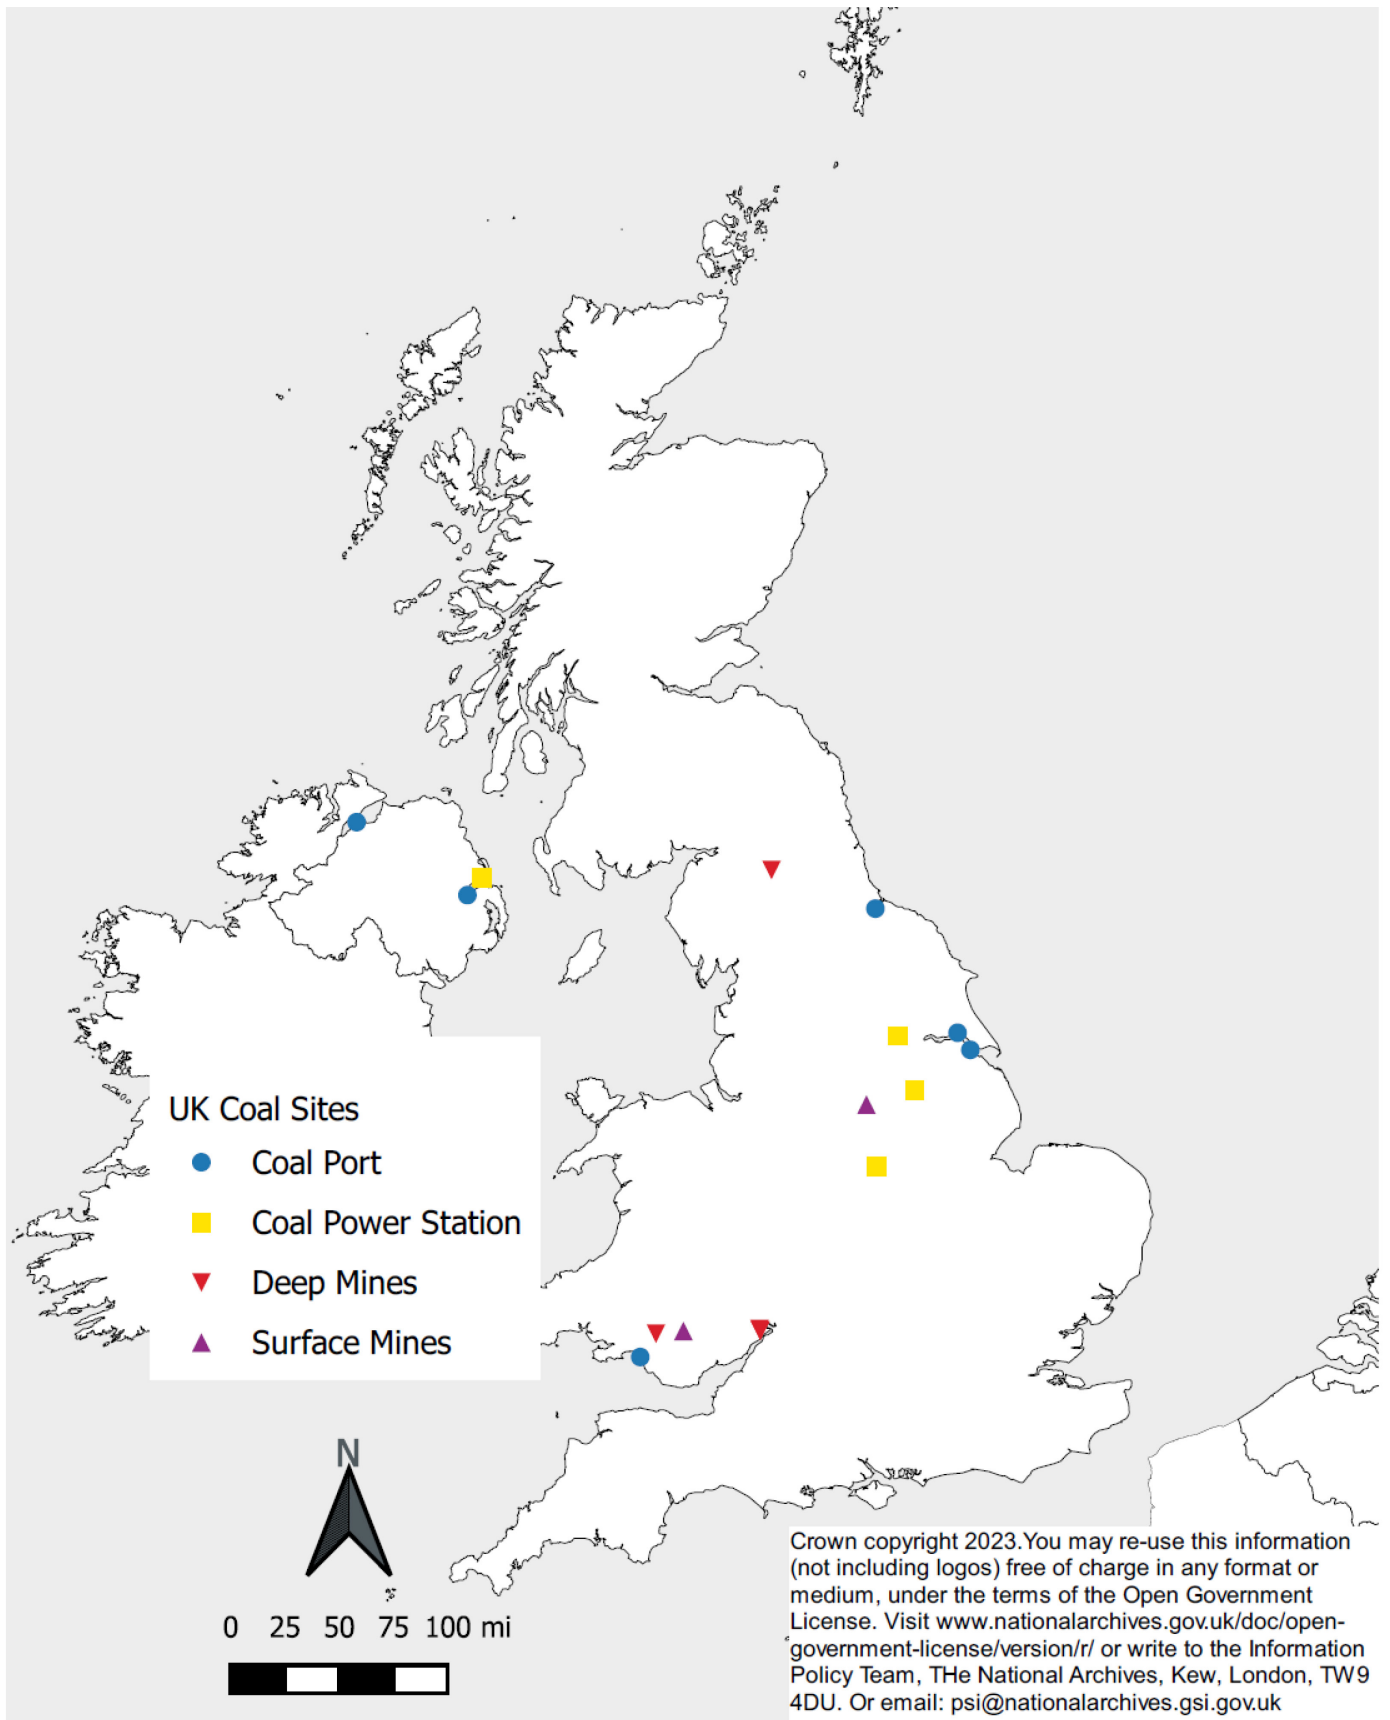 UK Coal Sites
Coal Port
Coal Power Station
Deep Mines
Surface Mines
N
0 25 50 75 100 mi
Crown copyright 2023.You may re-use this information
(not including logos) free of charge in any format or
medium, under the terms of the Open Government
License. Visit www.nationalarchives.gov.uk/doc/open-
government-license/version/r/ or write to the Information
Policy Team, THe National Archives, Kew, London, TW9
4DU. Or email: psi@nationalarchives.gsi.gov.uk